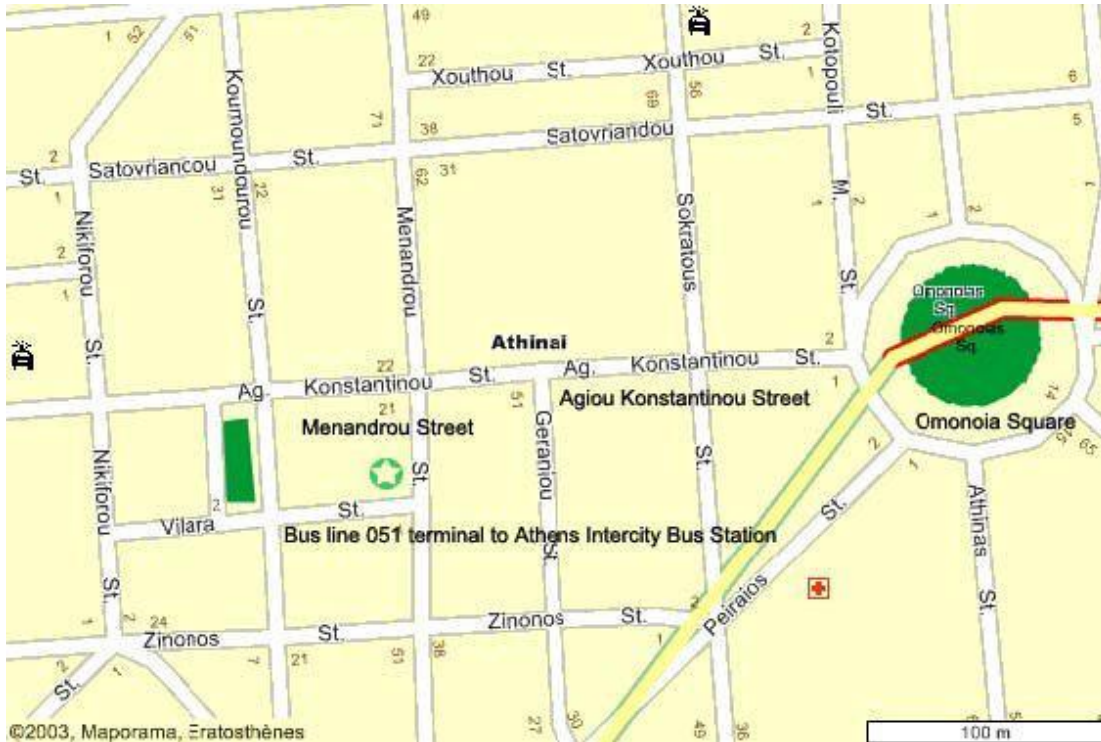 49
1
52
51
2
Kotopouli
22
Xouthou St. Xouthou St.
1
Koumoundourou
71
69
56
6
38
Satovriandou St.
5
2
St.
Satovriancou St.
31
62
1
31
22
Nikiforou
Menandrou
Sokratous
M.
1
2
1
2
2
1
St.
St.
Omonoias
Sq
Omonoias
Sq
St.
Athinai
2
22
Ag. Konstantinou St. Ag. Konstantinou St.
1
21
51
Agiou Konstantinou Street
14
Menandrou Street
Omonoia Square
2
1
65
Geraniou
Nikiforou
St.
St.
2
Vilara St.
Athinas
St.
Bus line 051 terminal to Athens Intercity Bus Station
St.
St.
Peiraios
2
1
2
24
Zinonos St. Zinonos St.
1
St.
38
51
7
21
2
1
St.
27
30
49
36
6
5
©2003, Maporama, Eratosthènes
100 m